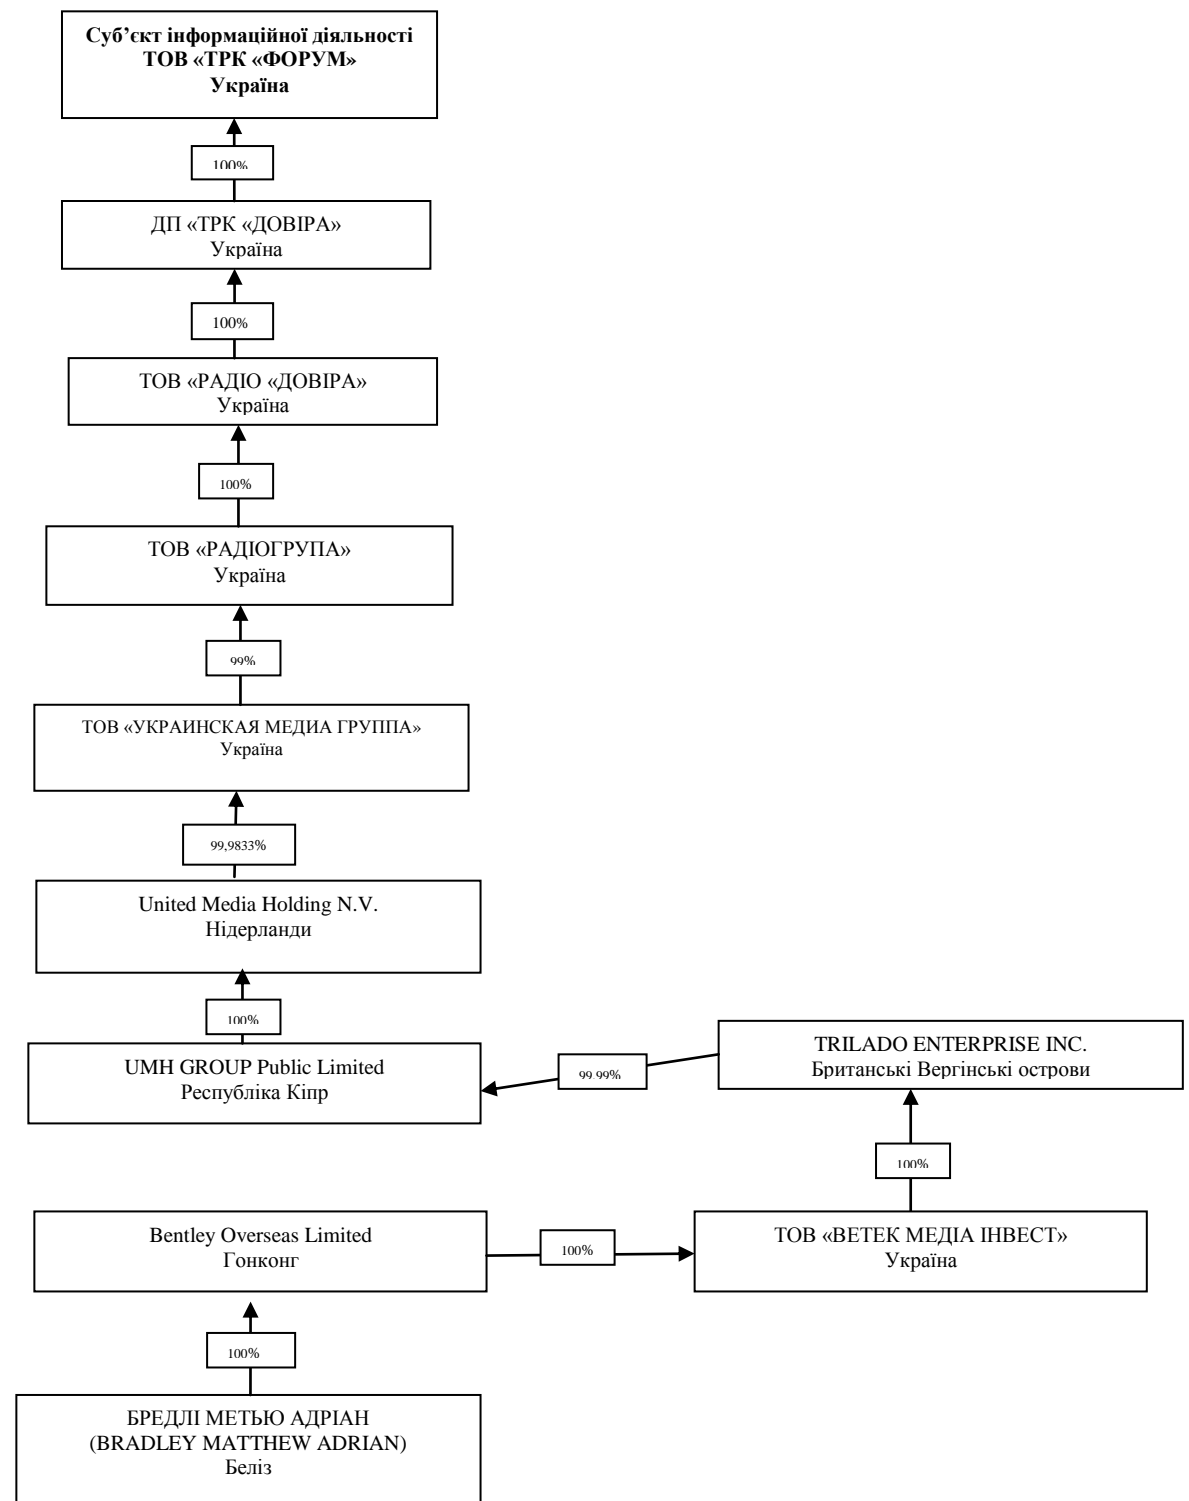 Суб’єкт інформаційної діяльності
ТОВ «ТРК «ФОРУМ»
Україна
100%
ДП «ТРК «ДОВІРА»
Україна
100%
ТОВ «РАДІО «ДОВІРА»
Україна
100%
ТОВ «РАДІОГРУПА»
Україна
99%
ТОВ «УКРАИНСКАЯ МЕДИА ГРУППА»
Україна
99,9833%
United Media Holding N.V.
Нідерланди
100%
UMH GROUP Public Limited
Республіка Кіпр
99.99%
TRILADO ENTERPRISE INC.
Британські Вергінські острови
100%
Bentley Overseas Limited
Гонконг
100%
ТОВ «ВЕТЕК МЕДІА ІНВЕСТ»
Україна
100%
БРЕДЛІ МЕТЬЮ АДРІАН
(BRADLEY MATTHEW ADRIAN)
Беліз